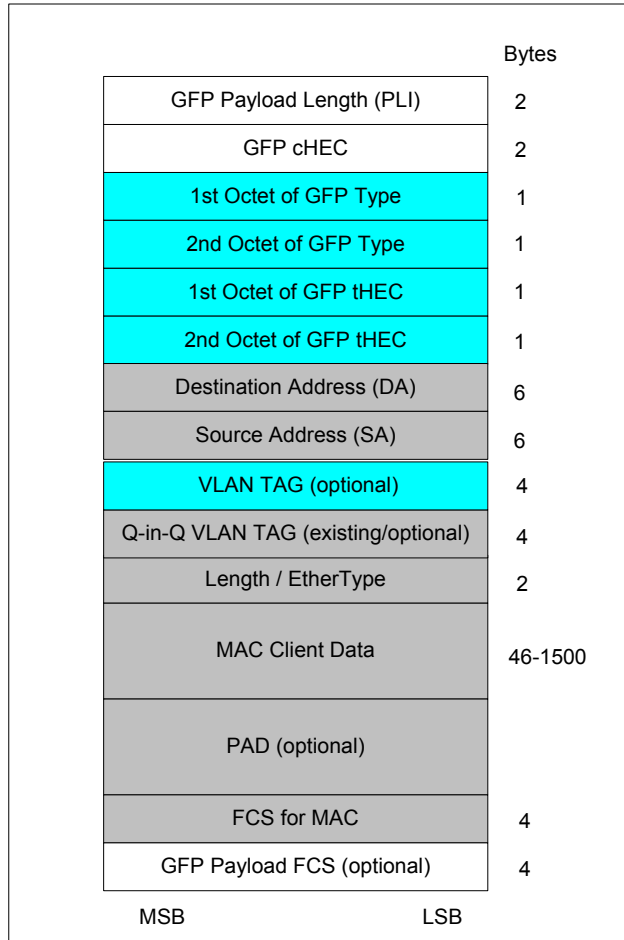 Bytes
GFP Payload Length (PLI) 2
GFP cHEC 2
1st Octet of GFP Type 1
2nd Octet of GFP Type 1
1st Octet of GFP tHEC 1
2nd Octet of GFP tHEC 1
Destination Address (DA) 6
Source Address (SA) 6
VLAN TAG (optional) 4
Q-in-Q VLAN TAG (existing/optional) 4
Length / EtherType 2
MAC Client Data 46-1500
PAD (optional)
FCS for MAC 4
GFP Payload FCS (optional) 4
MSB LSB